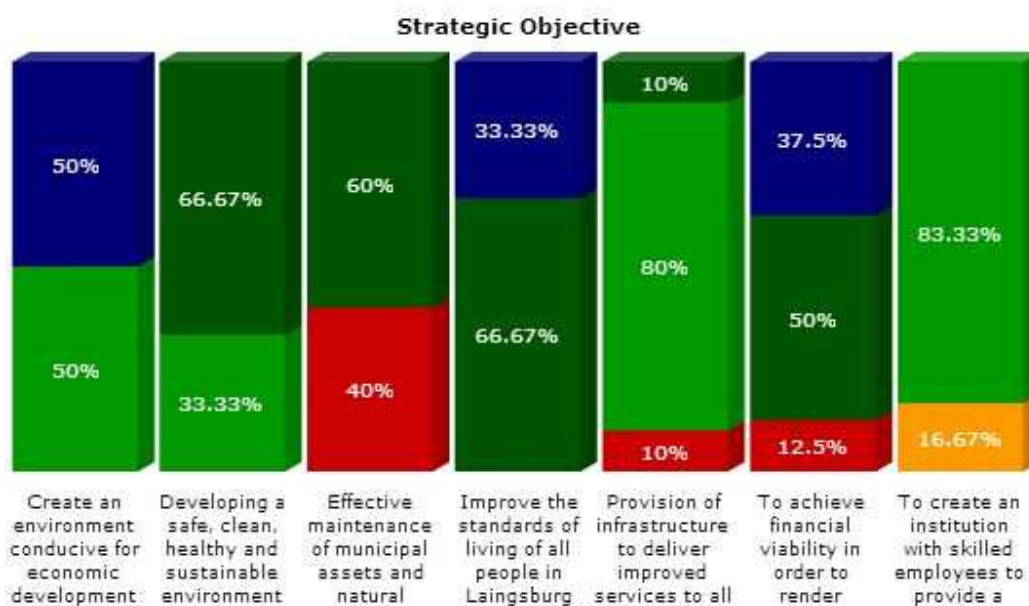 Strategic Objective
50%
50%
66.67%
33.33%
60%
40%
33.33%
66.67%
10%
80%
10%
37.5%
50%
12.5%
83.33%
16.67%
Create an
environment
conducive for
economic
development
Developing a
safe, clean,
healthy and
sustainable
environment
Effective
maintenance
of municipal
assets and
natural
Improve the
standards of
living of all
people in
Laingsburg
Provision of
infrastructure
to deliver
improved
services to all
To achieve
financial
viability in
order to
render
To create an
institution
with skilled
employees to
provide a